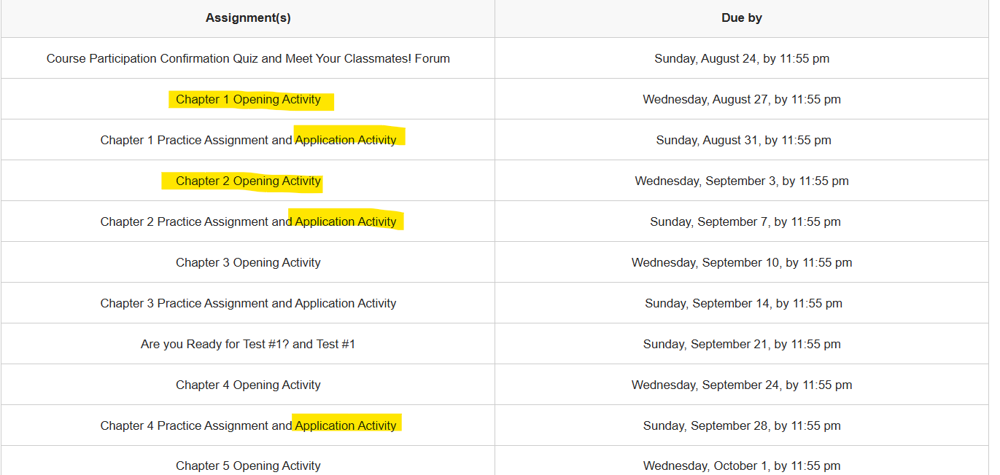 Assignment(s) Due by
Course Participation Confirmation Quiz and Meet Your Classmates! Forum Sunday, August 24, by 11:55 pm
Chapter 1 Opening Activity Wednesday, August 27, by 11:55 pm
Chapter 1 Practice Assignment and Application Activity Sunday, August 31, by 11:55 pm
Chapter 2 Opening Activity Wednesday, September 3, by 11:55 pm
Chapter 2 Practice Assignment and Application Activity Sunday, September 7, by 11:55 pm
Chapter 3 Opening Activity Wednesday, September 10, by 11:55 pm
Chapter 3 Practice Assignment and Application Activity Sunday, September 14, by 11:55 pm
Are you Ready for Test #1? and Test #1 Sunday, September 21, by 11:55 pm
Chapter 4 Opening Activity Wednesday, September 24, by 11:55 pm
Chapter 4 Practice Assignment and Application Activity Sunday, September 28, by 11:55 pm
Chapter 5 Opening Activity Wednesday, October 1, by 11:55 pm